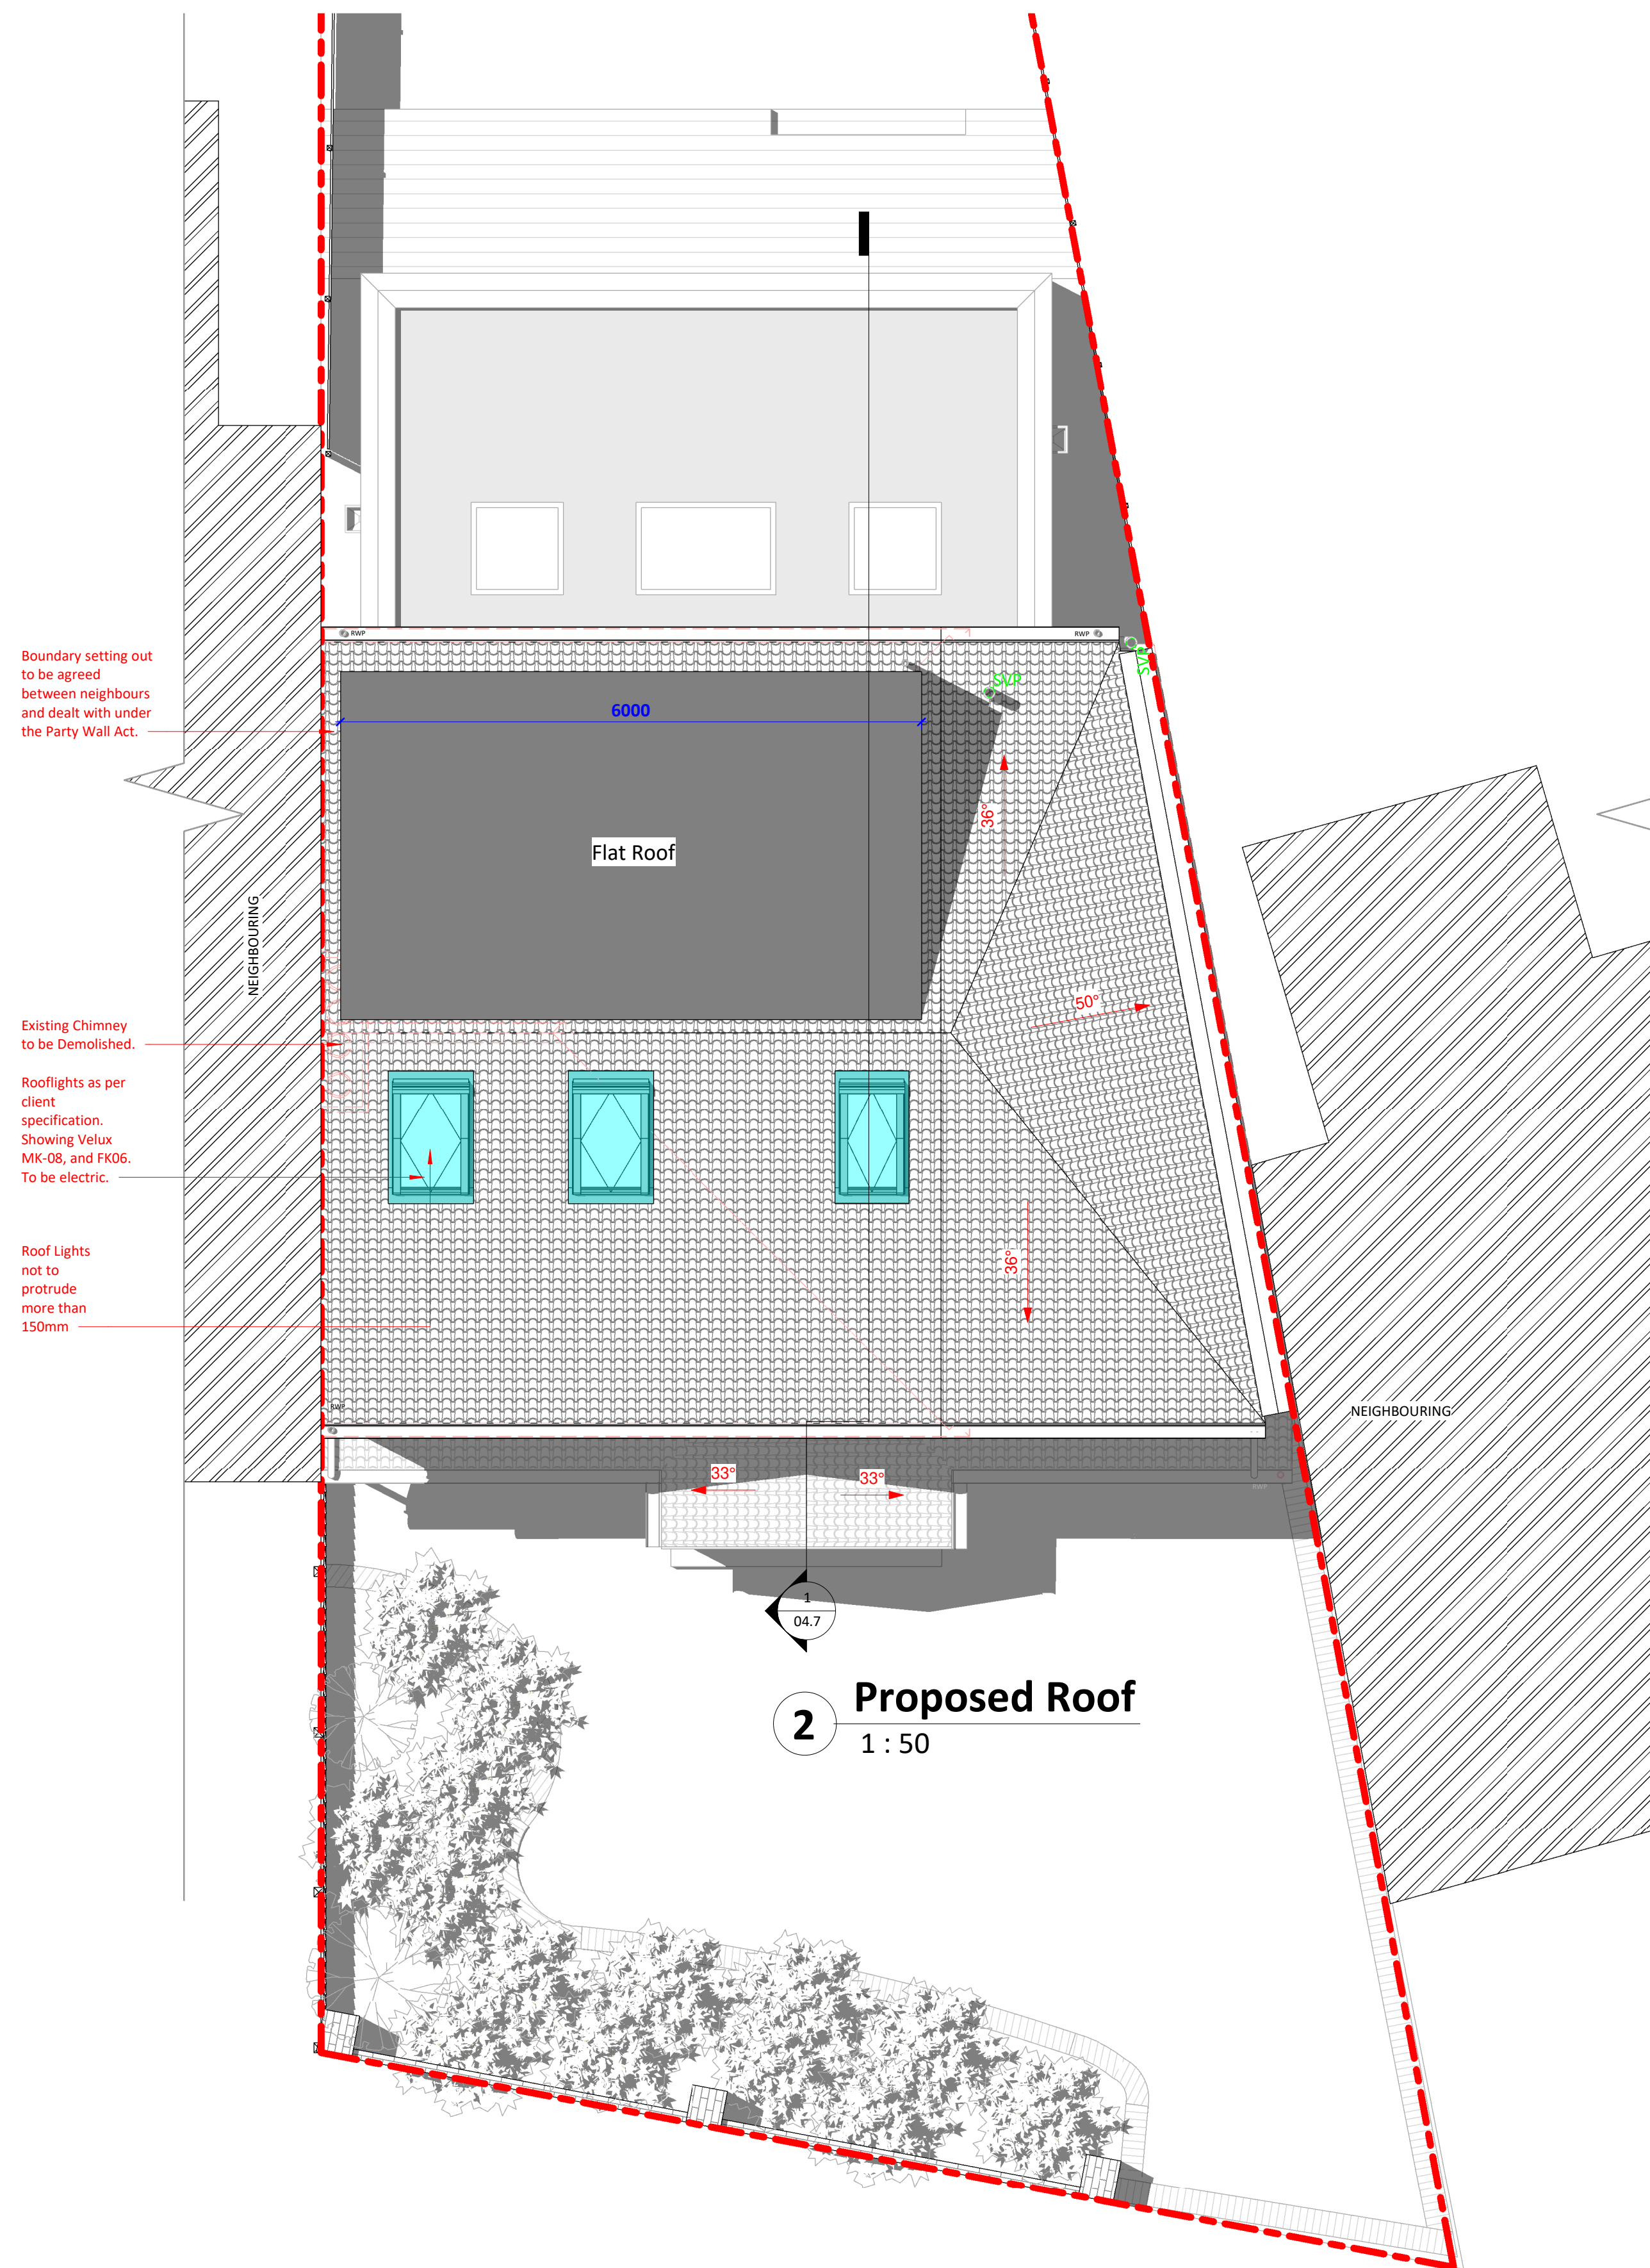 RWP
RWP
Boundary setting out
to be agreed
between neighbours
and dealt with under
the Party Wall Act.
SVP
SVP
6000
36°
Flat Roof
NEIGHBOURING
50°
Existing Chimney
to be Demolished.
Rooflights as per
client
specification.
Showing Velux
MK-08, and FK06.
To be electric.
Roof Lights
not to
protrude
more than
150mm
36°
RWP
NEIGHBOURING
33°
33°
RWP
1
04.7
2
Proposed Roof
1 : 50